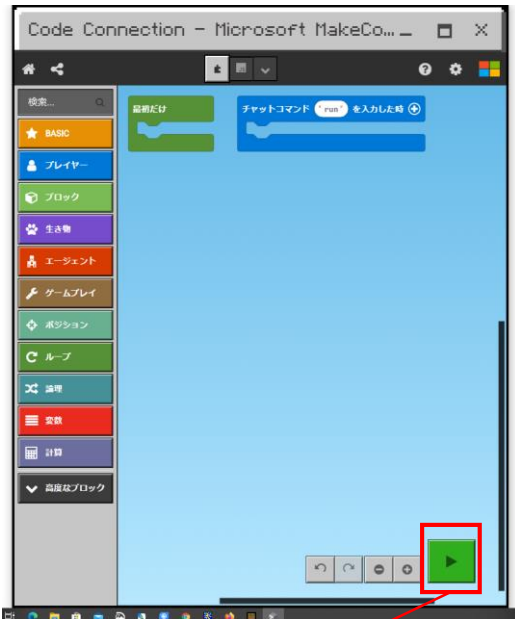 Code Connection - Microsoft MakeCo...
検索...
BASIC
プレイヤー
ブロック
生き物
エージェント
ゲームプレイ
ポジション
ループ
論理
変数
計算
高度なブロック
最初だけ
チャットコマンド "run" を入力した時